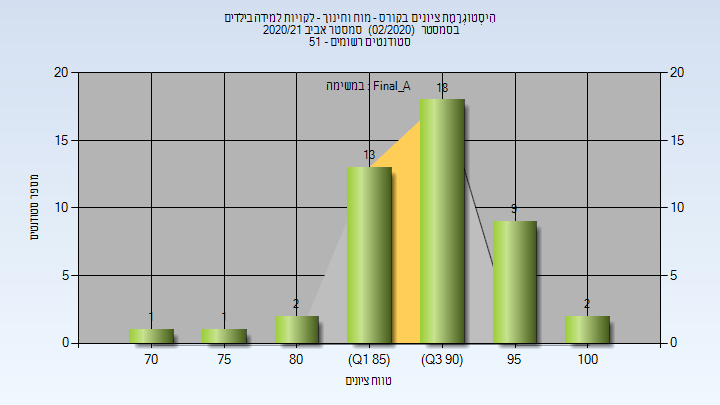 הִיסְטוֹגְרָמַת ציונים בקורס - מוח וחינוך - לקויות למידה בילדים
בסמסטר (02/2020) סמסטר אביב 2020/21
סטודנטים רשומים - 51
במשימה : Final_A
20 20
15 15
10 10
5 5
0 0
1 1 2 13 18 9 2
70 75 80 (Q1 85) (Q3 90) 95 100
מספר סטודנטים
טווח ציונים